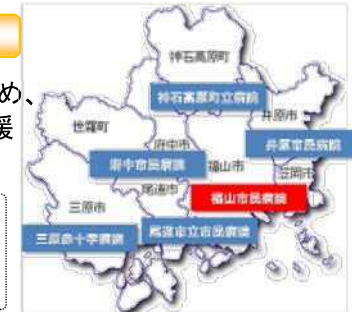 め、
援
神石高原町
神石高原町立病院
世羅町
井原市
府中市
井原市民病院
府中市民病院
福山市
笠岡市
尾道市
福山市民病院
三原市
三原赤十字病院
尾道市立市民病院